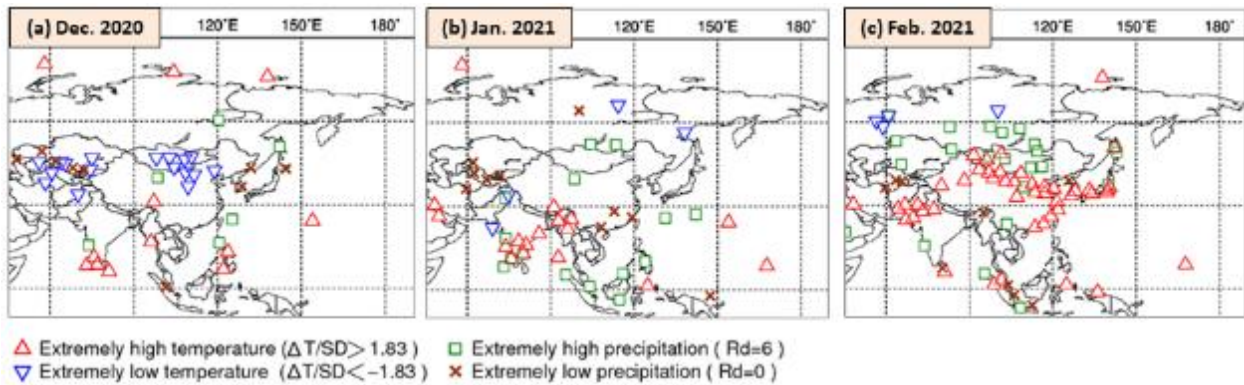 (a) Dec. 2020
120°E
150°E
180°
(b) Jan. 2021
120°E
150°E
180°
(c) Feb. 2021
120°E
150°E
180°
Extremely high temperature (ΔT/SD> 1.83 )
Extremely high precipitation ( Rd=6 )
Extremely low temperature (ΔT/SD<−1.83 )
Extremely low precipitation ( Rd=0 )